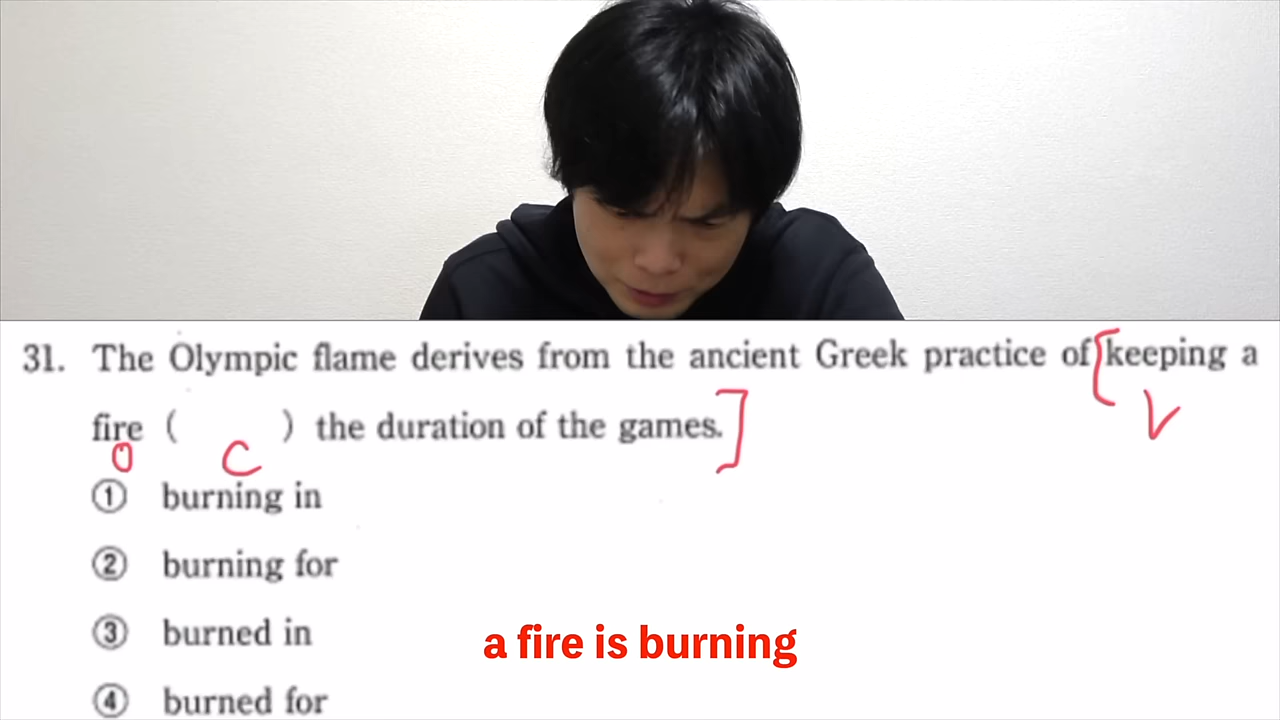 31. The Olympic flame derives from the ancient Greek practice of [keeping a
V
fire ( ) the duration of the games.]
O C
① burning in
② burning for
③ burned in
a fire is burning
④ burned for